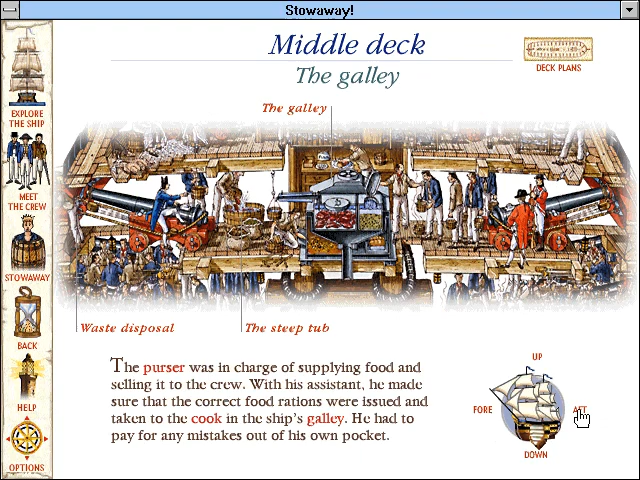 Stowaway!
EXPLORE
THE SHIP
MEET
THE CREW
STOWAWAY
BACK
HELP
OPTIONS
Middle deck
The galley
DECK PLANS
The galley
Waste disposal
The steep tub
The purser was in charge of supplying food and
selling it to the crew. With his assistant, he made
sure that the correct food rations were issued and
taken to the cook in the ship's galley. He had to
pay for any mistakes out of his own pocket.
UP
FORE
AFT
DOWN